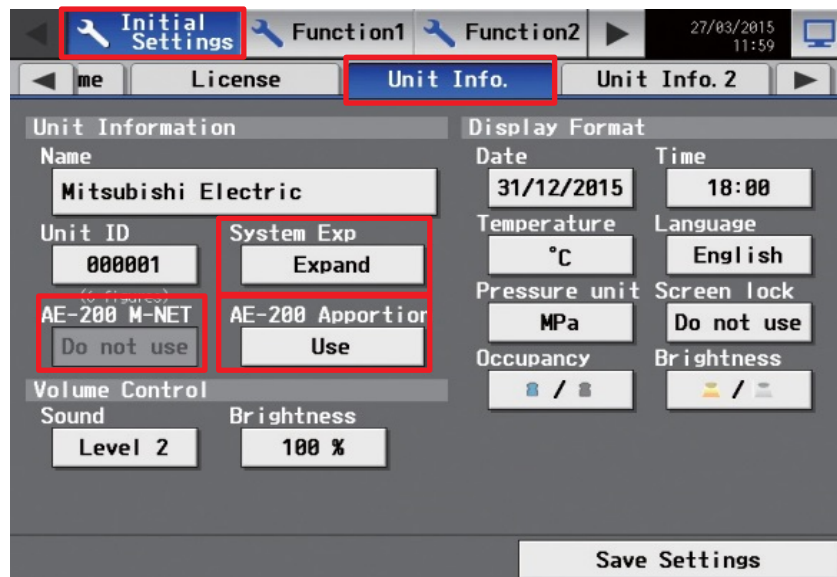 Initial
Settings
Function1
Function2
27/03/2015
11:59
me
License
Unit Info.
Unit Info. 2
Unit Information
Name
Mitsubishi Electric
Unit ID
System Exp
000001
Expand
(6 figures)
AE-200 M-NET
AE-200 Apportion
Do not use
Use
Volume Control
Sound
Brightness
Level 2
100 %
Display Format
Date
Time
31/12/2015
18:00
Temperature
Language
°C
English
Pressure unit
Screen lock
MPa
Do not use
Occupancy
Brightness
/
/
Save Settings